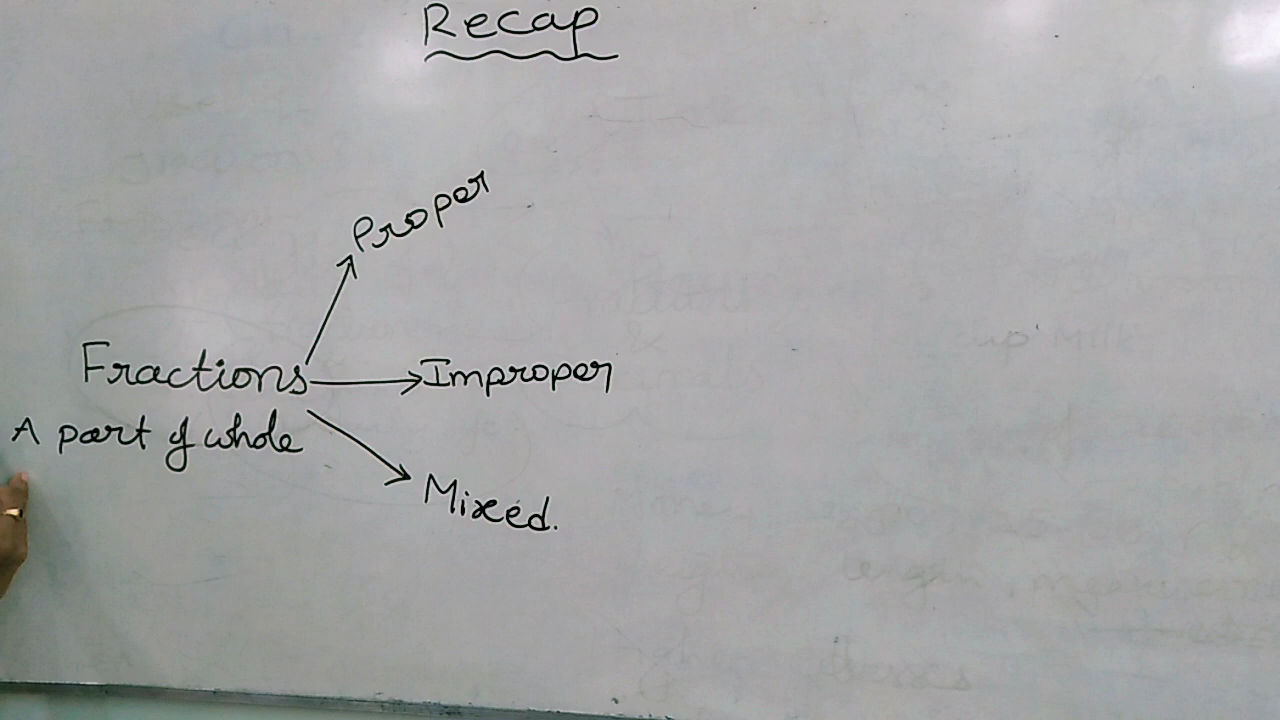 Recap
Proper
Fractions
Improper
A part of whole
Mixed.